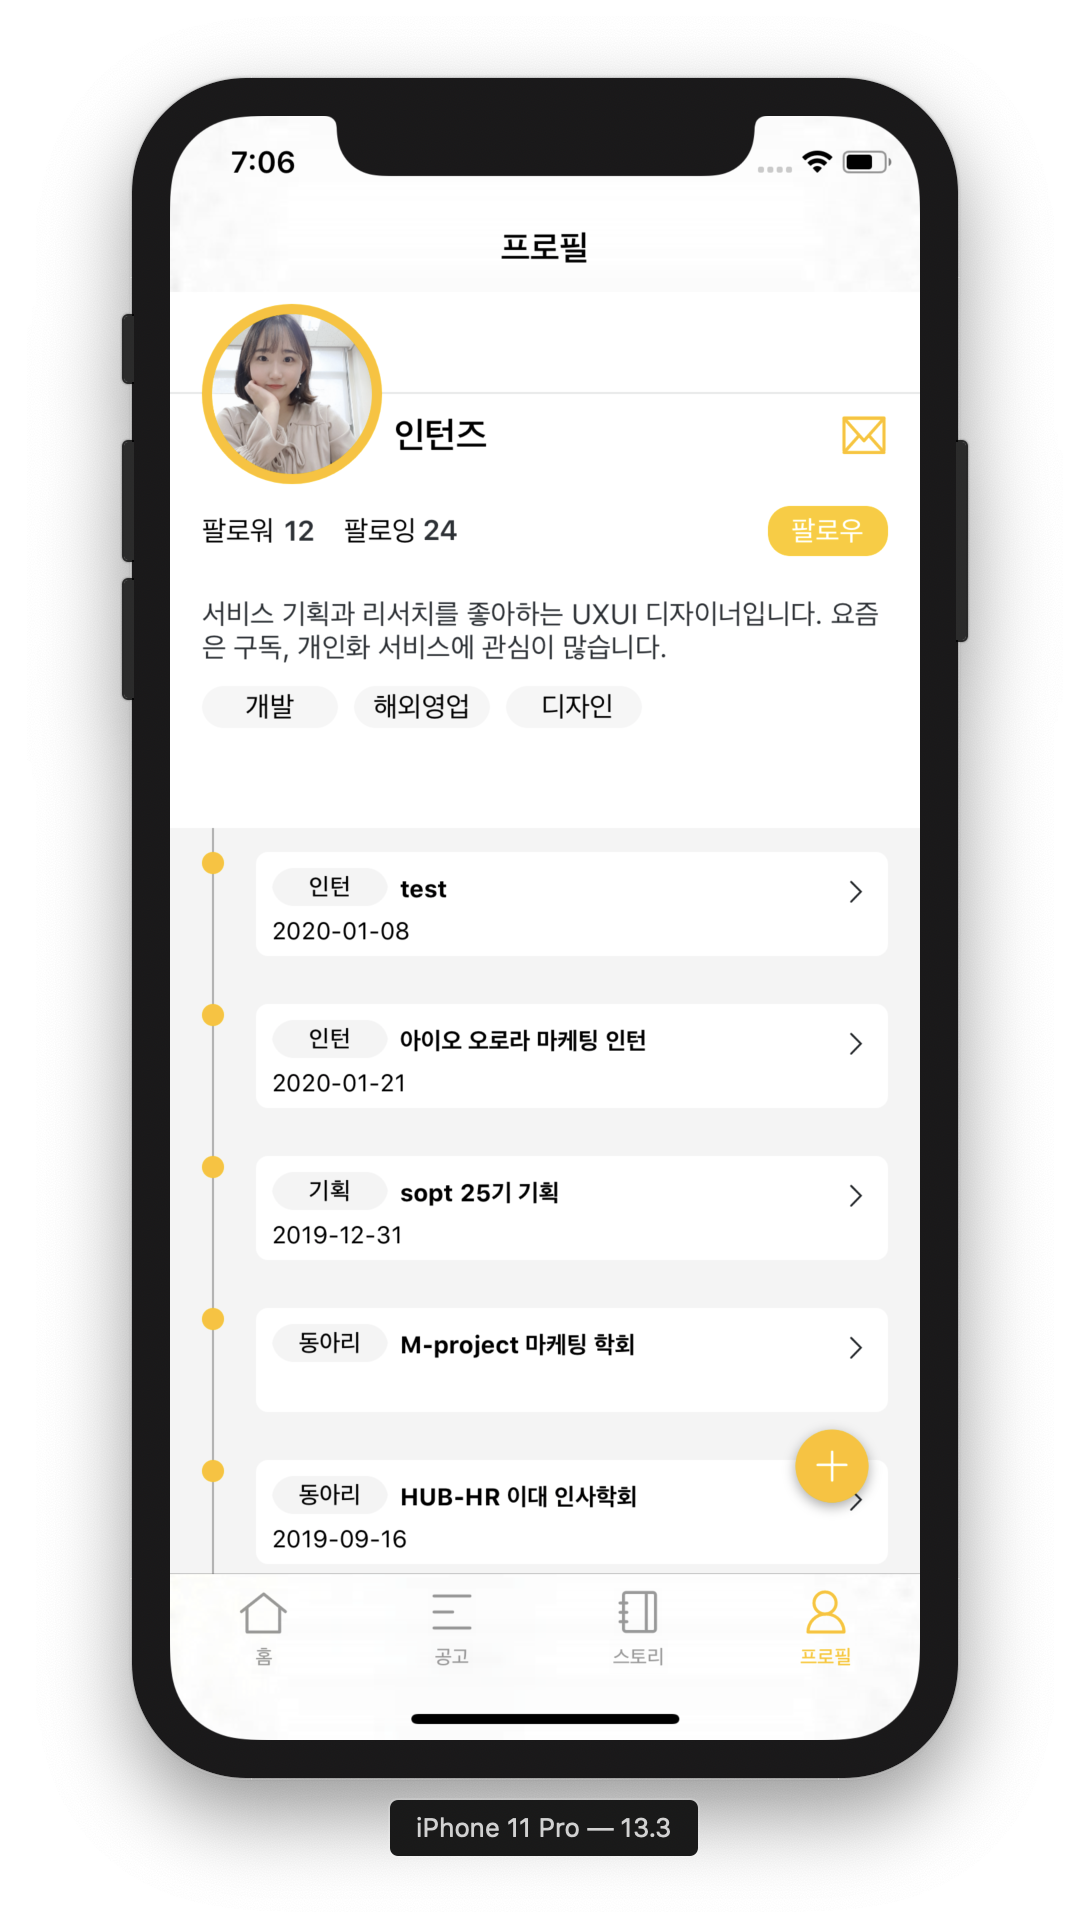 7:06
프로필
인턴즈
팔로워 12 팔로잉 24
팔로우
서비스 기획과 리서치를 좋아하는 UXUI 디자이너입니다. 요즘
은 구독, 개인화 서비스에 관심이 많습니다.
개발 해외영업 디자인
인턴 test
2020-01-08
인턴 아이오 오로라 마케팅 인턴
2020-01-21
기획 sopt 25기 기획
2019-12-31
동아리 M-project 마케팅 학회
동아리 HUB-HR 이대 인사학회
2019-09-16
홈 공고 스토리 프로필
iPhone 11 Pro — 13.3